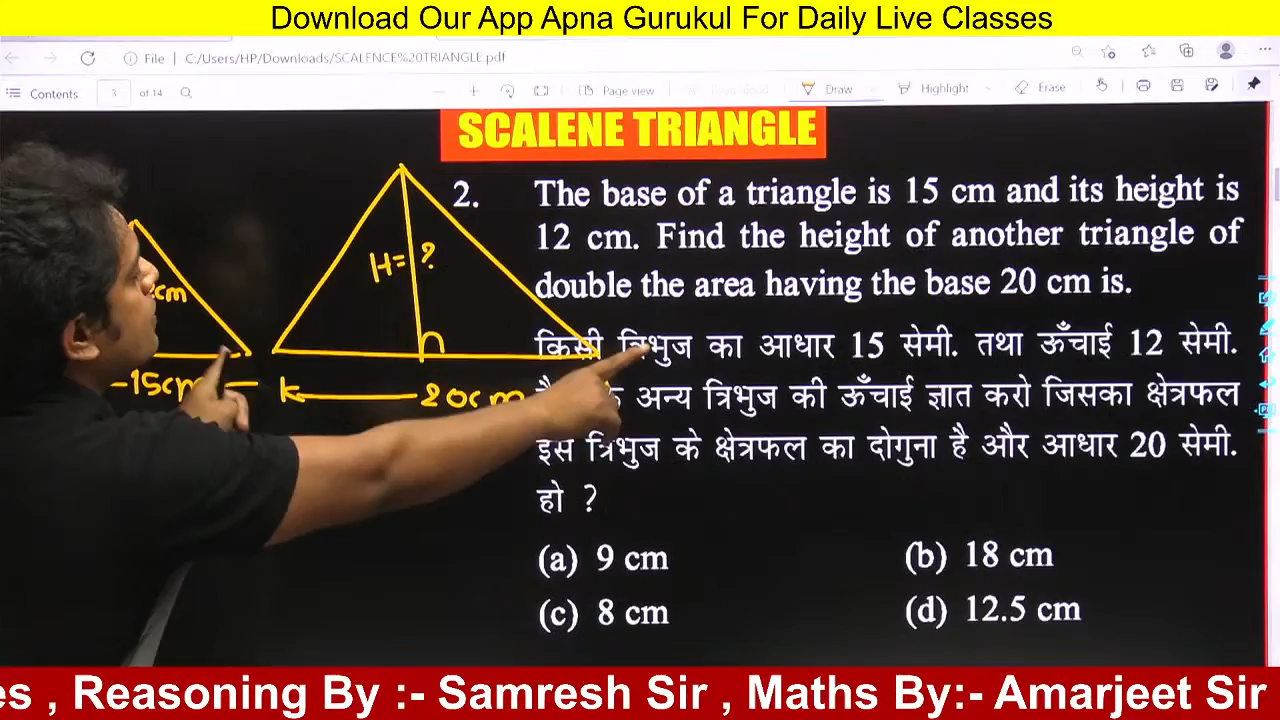 Download Our App Apna Gurukul For Daily Live Classes
File | C:/Users/HP/Downloads/SCALENCE%20TRIANGLE.pdf
Contents 3 of 14 Page view Draw Highlight Erase
SCALENE TRIANGLE
2. The base of a triangle is 15 cm and its height is
12 cm. Find the height of another triangle of
double the area having the base 20 cm is.
किसी त्रिभुज का आधार 15 सेमी. तथा ऊँचाई 12 सेमी.
अन्य त्रिभुज की ऊँचाई ज्ञात करो जिसका क्षेत्रफल
इस त्रिभुज के क्षेत्रफल का दोगुना है और आधार 20 सेमी.
हो ?
(a) 9 cm (b) 18 cm
(c) 8 cm (d) 12.5 cm
H= ?
cm
15cm
20cm
es , Reasoning By :- Samresh Sir , Maths By:- Amarjeet Sir